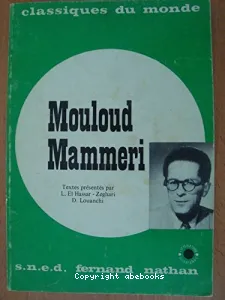 classiques du monde
Mouloud
Mammeri
Textes présentés par
L. El Hassar - Zeghari
D. Louanchi
s.n.e.d. fernand nathan